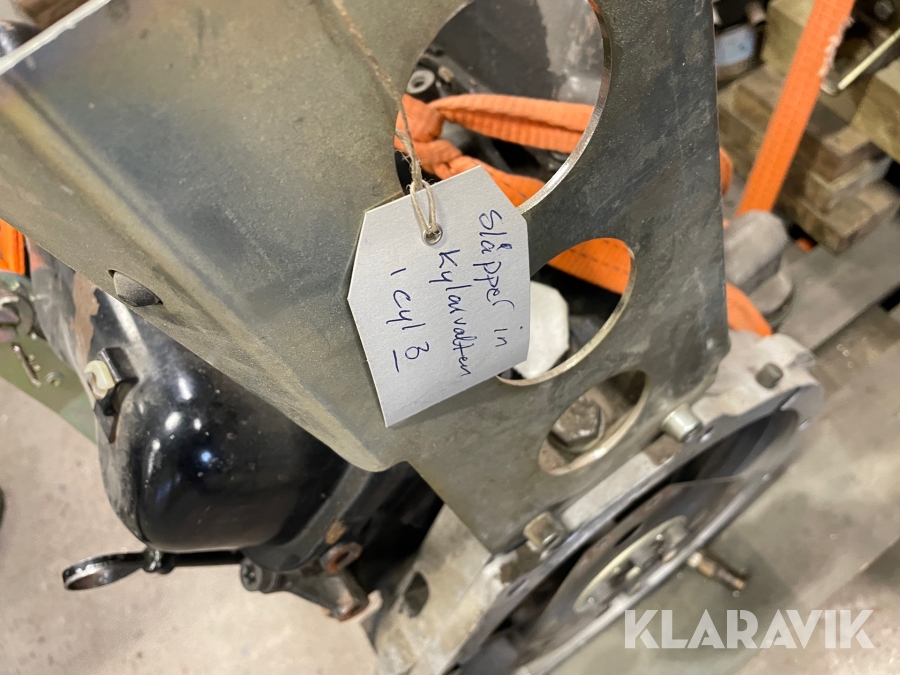 Släpper in
Kylarvatten
i cyl 3
KLARAVIK